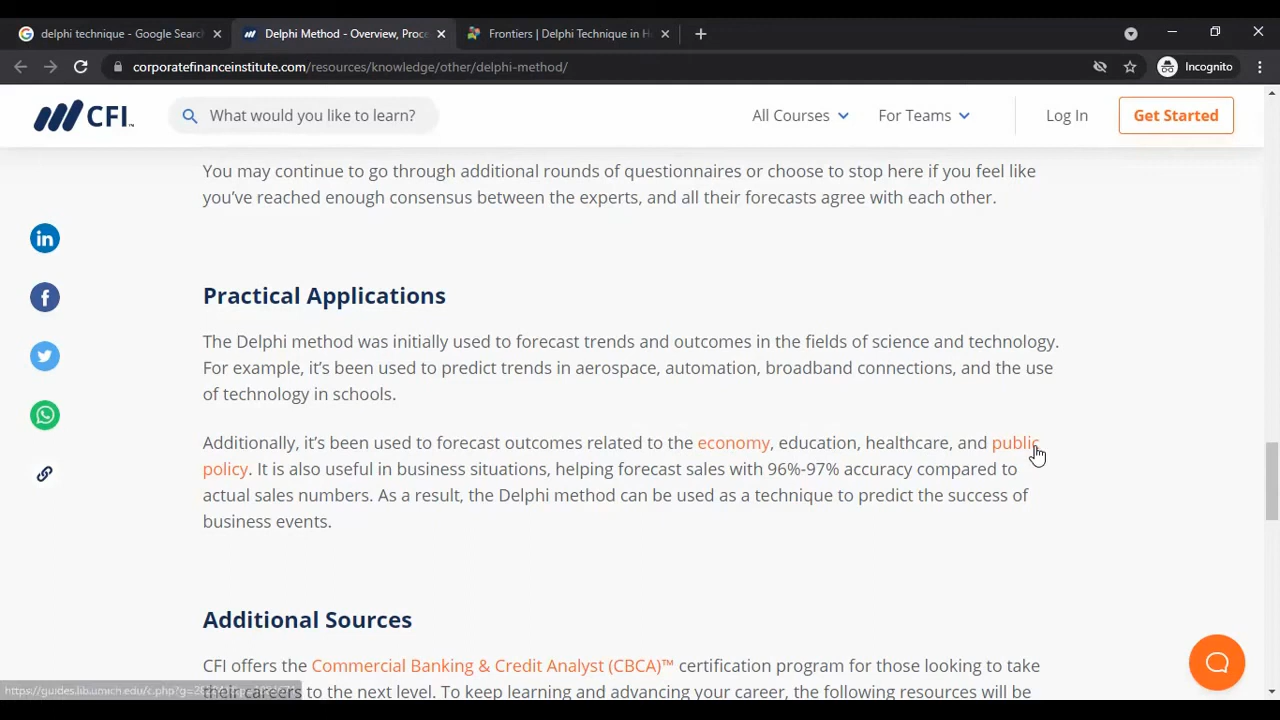 delphi technique - Google Searc
Delphi Method - Overview, Proce
Frontiers | Delphi Technique in H
corporatefinanceinstitute.com/resources/knowledge/other/delphi-method/
Incognito
CFI™
What would you like to learn?
All Courses
For Teams
Log In
Get Started
You may continue to go through additional rounds of questionnaires or choose to stop here if you feel like
you've reached enough consensus between the experts, and all their forecasts agree with each other.
Practical Applications
The Delphi method was initially used to forecast trends and outcomes in the fields of science and technology.
For example, it's been used to predict trends in aerospace, automation, broadband connections, and the use
of technology in schools.
Additionally, it's been used to forecast outcomes related to the economy, education, healthcare, and public
policy. It is also useful in business situations, helping forecast sales with 96%-97% accuracy compared to
actual sales numbers. As a result, the Delphi method can be used as a technique to predict the success of
business events.
Additional Sources
CFI offers the Commercial Banking & Credit Analyst (CBCA)™ certification program for those looking to take
their careers to the next level. To keep learning and advancing your career, the following resources will be